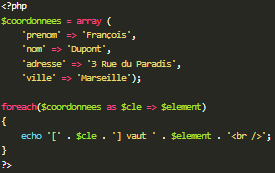 <?php
$coordonnees = array (
    'prenom' => 'François',
    'nom' => 'Dupont',
    'adresse' => '3 Rue du Paradis',
    'ville' => 'Marseille');
foreach($coordonnees as $cle => $element)
{
    echo '[' . $cle . '] vaut ' . $element . '<br />';
}
?>